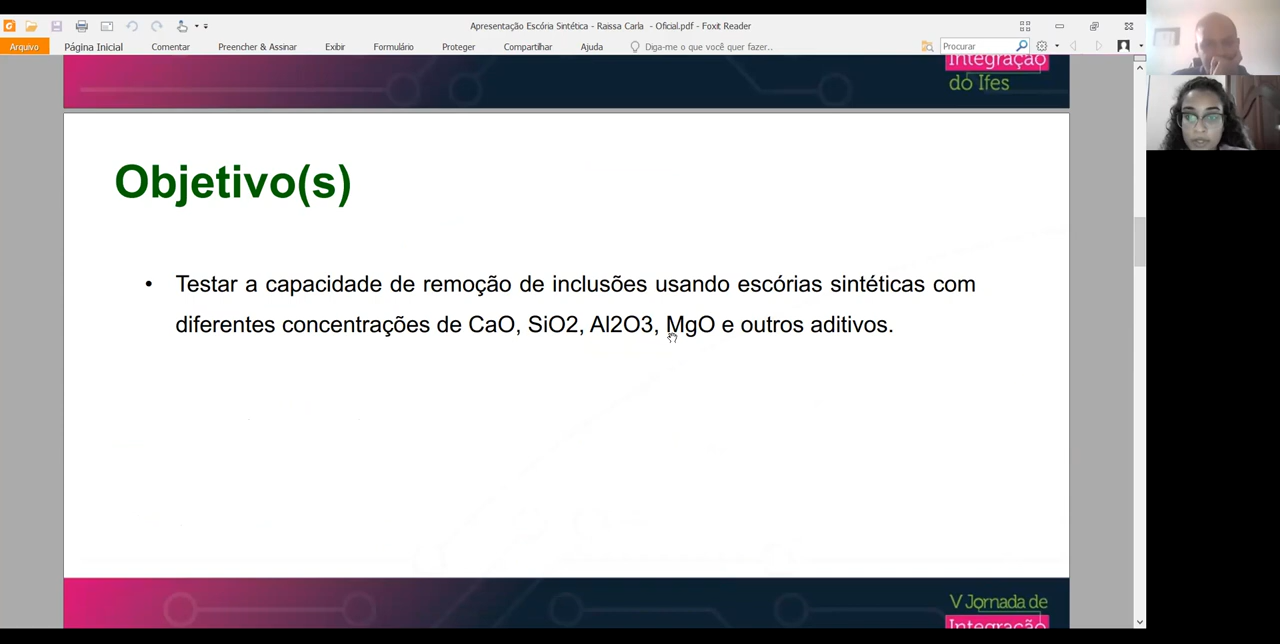 Apresentação Escória Sintética - Raissa Carla - Oficial.pdf - Foxit Reader
Arquivo
Página Inicial
Comentar
Preencher & Assinar
Exibir
Formulário
Proteger
Compartilhar
Ajuda
Diga-me o que você quer fazer..
Procurar
Integração
do Ifes
Objetivo(s)
• Testar a capacidade de remoção de inclusões usando escórias sintéticas com
diferentes concentrações de CaO, SiO2, Al2O3, MgO e outros aditivos.
V Jornada de
Integração